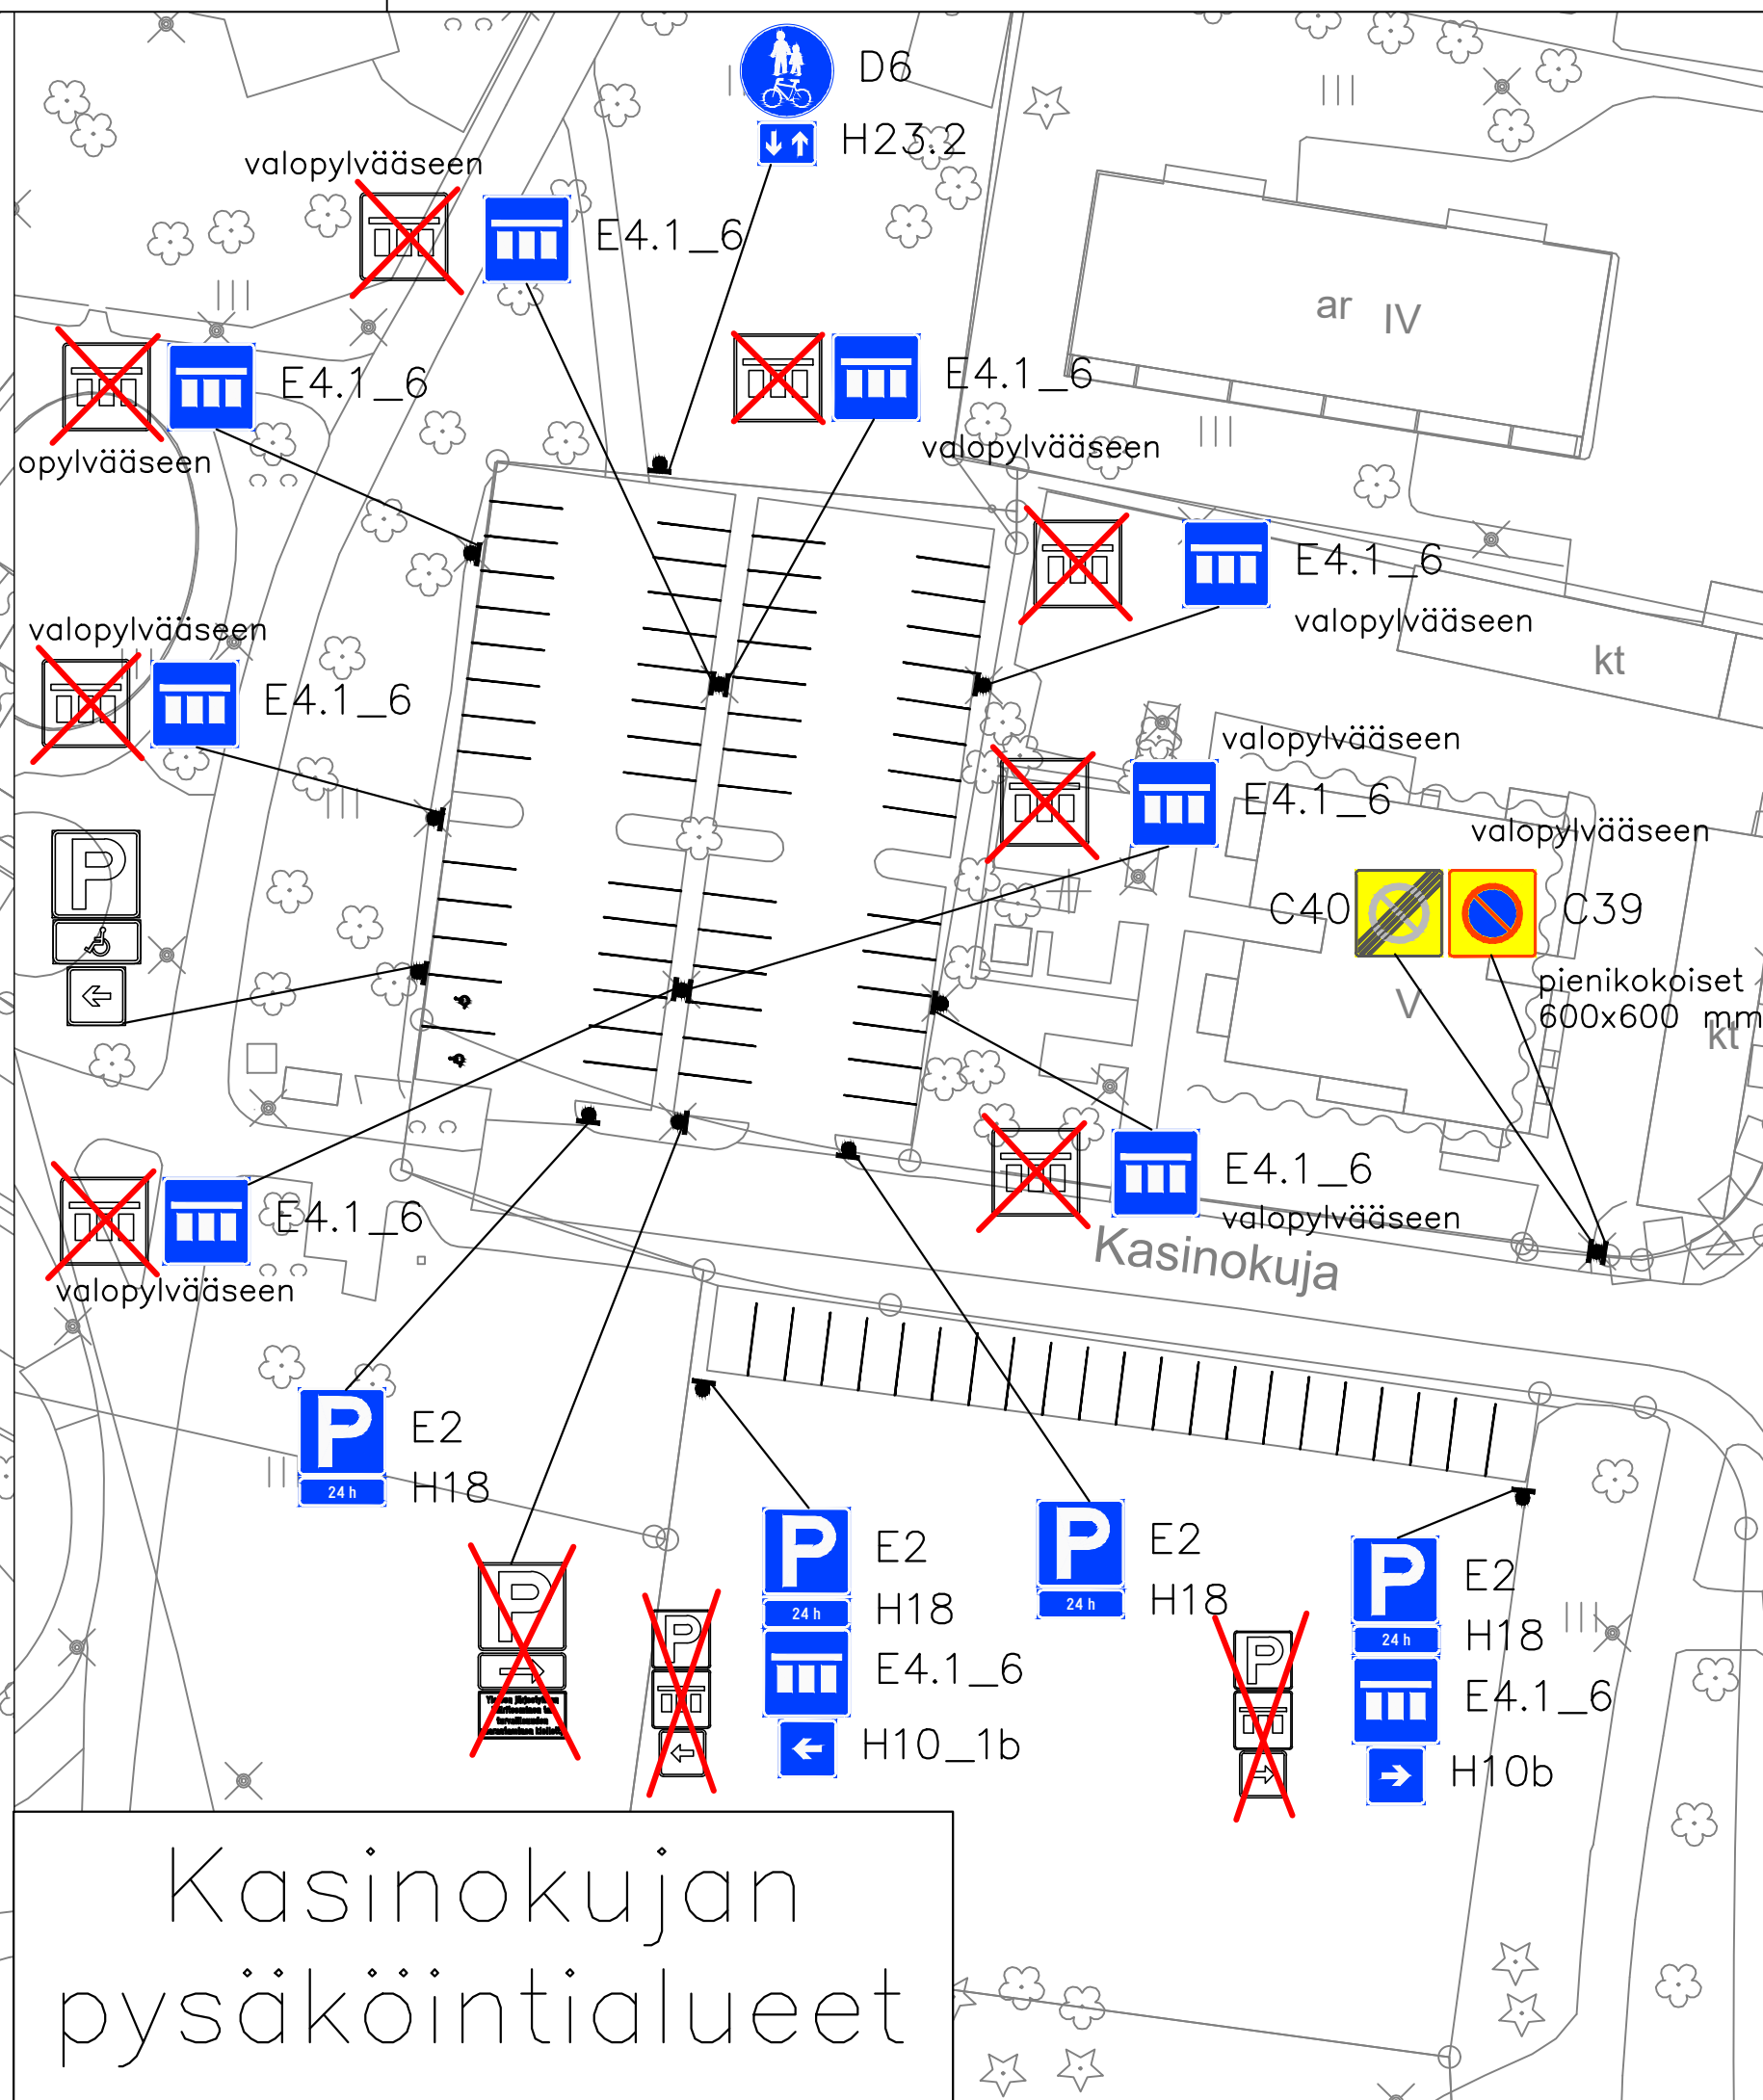 D6
H23.2
valopylvääseen
E4.1_6
E4.1_6
opylvääseen
E4.1_6
valopylvääseen
ar IV
E4.1_6
valopylvääseen
valopylvääseen
E4.1_6
kt
valopylvääseen
E4.1_6
valopylvääseen
P
C40
C39
pienikokoiset
600x600 mm
V
kt
E4.1_6
valopylvääseen
E4.1_6
valopylvääseen
Kasinokuja
P
24 h
E2
H18
P
P
24 h
E2
H18
E4.1_6
H10_1b
P
P
24 h
E2
H18
P
P
24 h
E2
H18
E4.1_6
H10b
Kasinokujan
pysäköintialueet